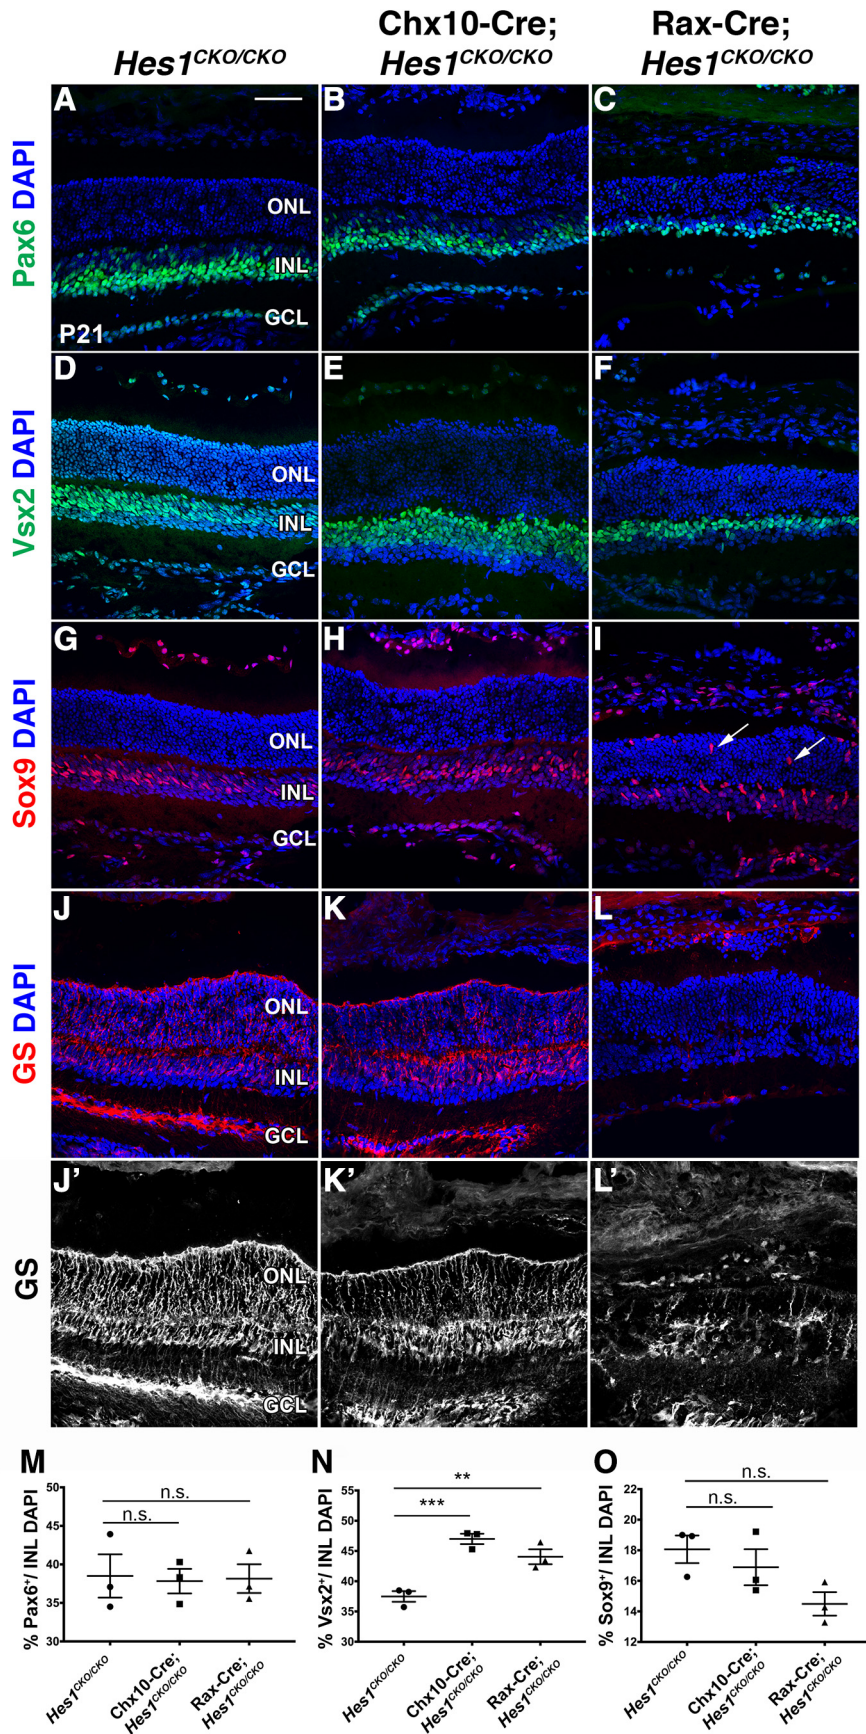 Hes1CKO/CKO
Chx10-Cre;
Hes1CKO/CKO
Rax-Cre;
Hes1CKO/CKO
Pax6 DAPI
A
ONL
INL
GCL
P21
B
C
Vsx2 DAPI
D
ONL
INL
GCL
E
F
Sox9 DAPI
G
ONL
INL
GCL
H
I
GS DAPI
J
ONL
INL
GCL
K
L
GS
J’
ONL
INL
GCL
K’
L’
M
% Pax6+/ INL DAPI
50
45
40
35
30
n.s.
n.s.
Hes1CKO/CKO
Chx10-Cre;
Hes1CKO/CKO
Rax-Cre;
Hes1CKO/CKO
N
% Vsx2+/ INL DAPI
55
50
45
40
35
30
**
***
Hes1CKO/CKO
Chx10-Cre;
Hes1CKO/CKO
Rax-Cre;
Hes1CKO/CKO
O
% Sox9+/ INL DAPI
22
20
18
16
14
12
n.s.
n.s.
Hes1CKO/CKO
Chx10-Cre;
Hes1CKO/CKO
Rax-Cre;
Hes1CKO/CKO